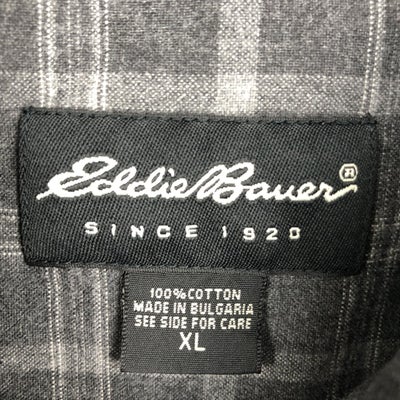 Eddie Bauer®
SINCE 1920
100% COTTON
MADE IN BULGARIA
SEE SIDE FOR CARE
XL